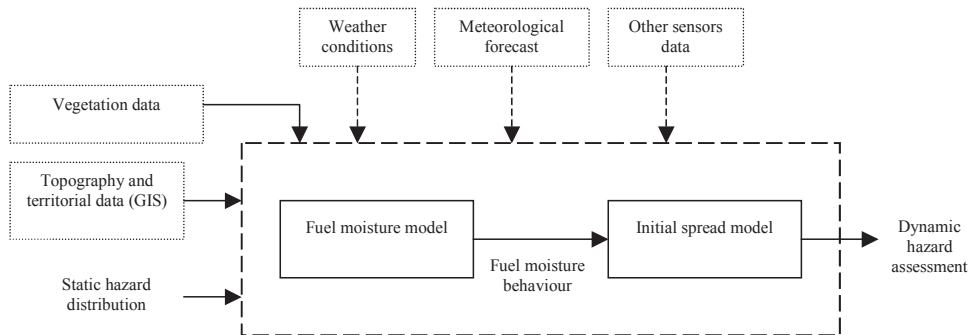 Weather
conditions
Meteorological
forecast
Other sensors
data
Vegetation data
Topography and
territorial data (GIS)
Static hazard
distribution
Fuel moisture model
Fuel moisture
behaviour
Initial spread model
Dynamic
hazard
assessment